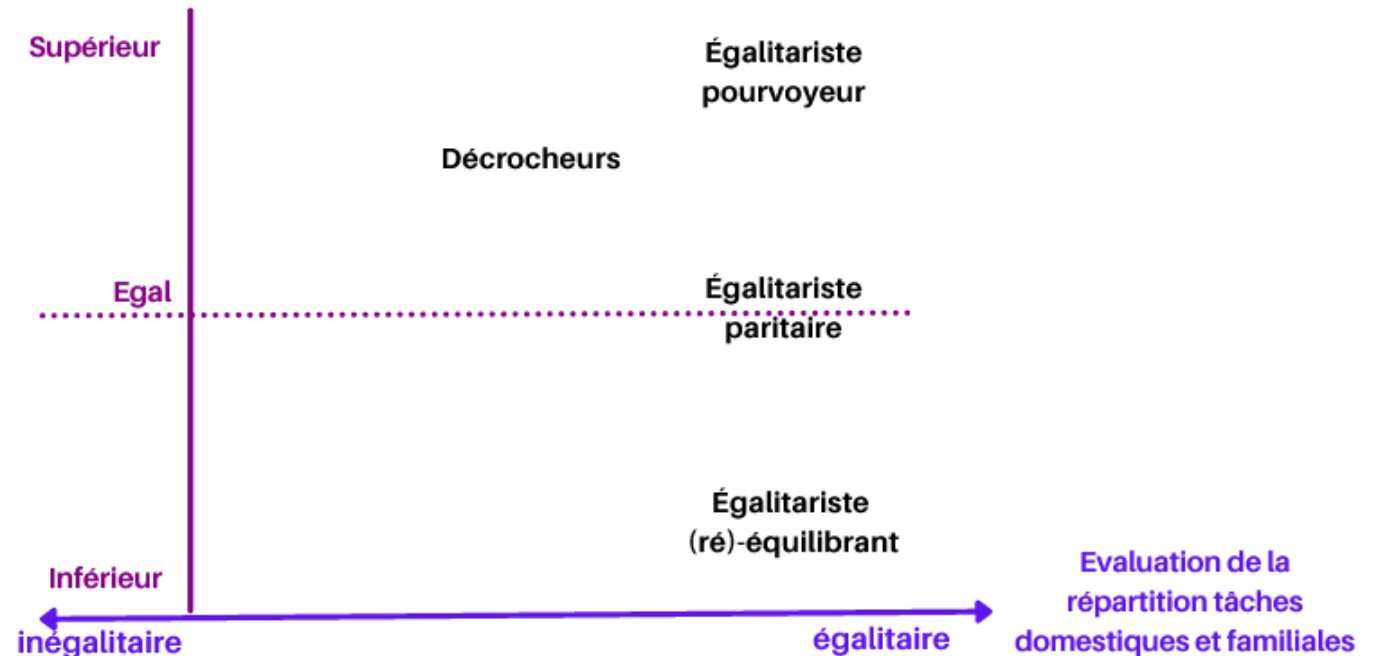 Supérieur
Égalitariste
pourvoyeur
Décrocheurs
Egal
Égalitariste
paritaire
Égalitariste
(ré)-équilibrant
Inférieur
inégalitaire
égalitaire
Evaluation de la
répartition tâches
domestiques et familiales